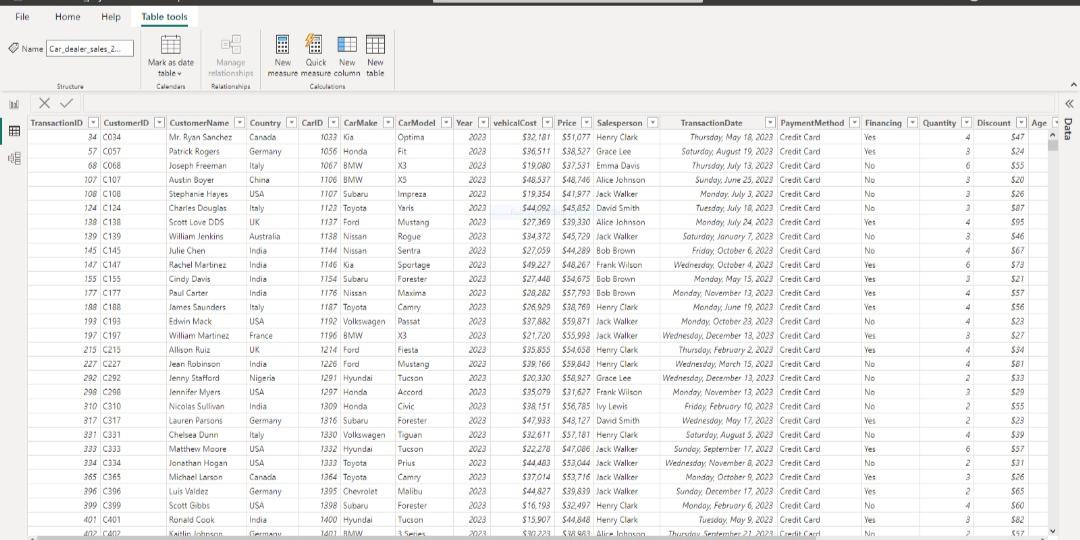 File Home Help Table tools
Name Car_dealer_sales_2...
Mark as date table
Manage relationships
New measure Quick measure New column New table
Structure Calendars Relationships Calculations
Data
TransactionID CustomerID CustomerName Country CarID CarMake CarModel Year vehicalCost Price Salesperson TransactionDate PaymentMethod Financing Quantity Discount Age
34 C034 Mr. Ryan Sanchez Canada 1033 Kia Optima 2023 $32,181 $51,077 Henry Clark Thursday, May 18, 2023 Credit Card Yes 4 $47
57 C057 Patrick Rogers Germany 1056 Honda Fit 2023 $36,511 $38,527 Grace Lee Saturday, August 19, 2023 Credit Card Yes 3 $24
68 C068 Joseph Freeman Italy 1067 BMW X3 2023 $19,080 $37,531 Emma Davis Thursday, July 13, 2023 Credit Card No 6 $55
107 C107 Austin Boyer China 1106 BMW X5 2023 $48,537 $48,746 Alice Johnson Sunday, June 25, 2023 Credit Card No 3 $20
108 C108 Stephanie Hayes USA 1107 Subaru Impreza 2023 $19,354 $41,977 Jack Walker Monday, July 3, 2023 Credit Card No 3 $26
124 C124 Charles Douglas Italy 1123 Toyota Yaris 2023 $44,092 $45,852 David Smith Tuesday, July 18, 2023 Credit Card No 3 $87
138 C138 Scott Love DDS UK 1137 Ford Mustang 2023 $27,369 $39,330 Alice Johnson Monday, July 24, 2023 Credit Card Yes 4 $95
139 C139 William Jenkins Australia 1138 Nissan Rogue 2023 $34,372 $45,729 Jack Walker Saturday, January 7, 2023 Credit Card No 3 $46
145 C145 Julie Chen India 1144 Nissan Sentra 2023 $27,059 $44,289 Bob Brown Friday, October 6, 2023 Credit Card No 4 $67
147 C147 Rachel Martinez India 1146 Kia Sportage 2023 $49,227 $48,267 Frank Wilson Wednesday, October 4, 2023 Credit Card Yes 6 $73
155 C155 Cindy Davis India 1154 Subaru Forester 2023 $27,448 $54,675 Bob Brown Monday, May 15, 2023 Credit Card Yes 3 $21
177 C177 Paul Carter India 1176 Nissan Maxima 2023 $28,282 $57,793 Bob Brown Monday, November 13, 2023 Credit Card Yes 4 $57
188 C188 James Saunders Italy 1187 Toyota Camry 2023 $26,929 $38,769 Henry Clark Monday, June 19, 2023 Credit Card Yes 4 $56
193 C193 Edwin Mack USA 1192 Volkswagen Passat 2023 $37,882 $59,871 Jack Walker Monday, October 23, 2023 Credit Card No 4 $23
197 C197 William Martinez France 1196 BMW X3 2023 $21,720 $55,993 Jack Walker Wednesday, December 13, 2023 Credit Card Yes 3 $27
215 C215 Allison Ruiz UK 1214 Ford Fiesta 2023 $35,855 $54,658 Henry Clark Thursday, February 2, 2023 Credit Card Yes 4 $34
227 C227 Jean Robinson India 1226 Ford Mustang 2023 $39,166 $59,843 Henry Clark Wednesday, March 15, 2023 Credit Card No 4 $81
292 C292 Jenny Stafford Nigeria 1291 Hyundai Tucson 2023 $20,330 $58,927 Grace Lee Wednesday, December 13, 2023 Credit Card No 2 $33
298 C298 Jennifer Myers USA 1297 Honda Accord 2023 $35,079 $31,627 Frank Wilson Monday, November 13, 2023 Credit Card Yes 3 $29
310 C310 Nicolas Sullivan India 1309 Honda Civic 2023 $38,151 $56,785 Ivy Lewis Friday, February 10, 2023 Credit Card No 2 $55
317 C317 Lauren Parsons Germany 1316 Subaru Forester 2023 $47,933 $43,127 David Smith Wednesday, May 17, 2023 Credit Card Yes 2 $23
331 C331 Chelsea Dunn Italy 1330 Volkswagen Tiguan 2023 $32,611 $57,181 Henry Clark Saturday, August 5, 2023 Credit Card No 4 $39
333 C333 Matthew Moore USA 1332 Hyundai Tucson 2023 $22,278 $47,086 Jack Walker Sunday, September 17, 2023 Credit Card Yes 6 $57
334 C334 Jonathan Hogan USA 1333 Toyota Prius 2023 $44,483 $53,044 Jack Walker Wednesday, November 8, 2023 Credit Card No 2 $31
365 C365 Michael Larson Canada 1364 Toyota Camry 2023 $37,014 $53,716 Jack Walker Monday, October 9, 2023 Credit Card Yes 3 $26
396 C396 Luis Valdez Germany 1395 Chevrolet Malibu 2023 $44,827 $39,839 Jack Walker Sunday, December 17, 2023 Credit Card Yes 2 $65
399 C399 Scott Gibbs USA 1398 Subaru Forester 2023 $16,193 $32,497 Henry Clark Monday, February 6, 2023 Credit Card No 4 $60
401 C401 Ronald Cook India 1400 Hyundai Tucson 2023 $15,907 $44,848 Henry Clark Tuesday, May 9, 2023 Credit Card Yes 3 $82
402 C402 Kaitlin Johnson Germany 1401 BMW 3 Series 2023 $30,223 $38,983 Alice Johnson Thursday, September 21, 2023 Credit Card No 2 $57